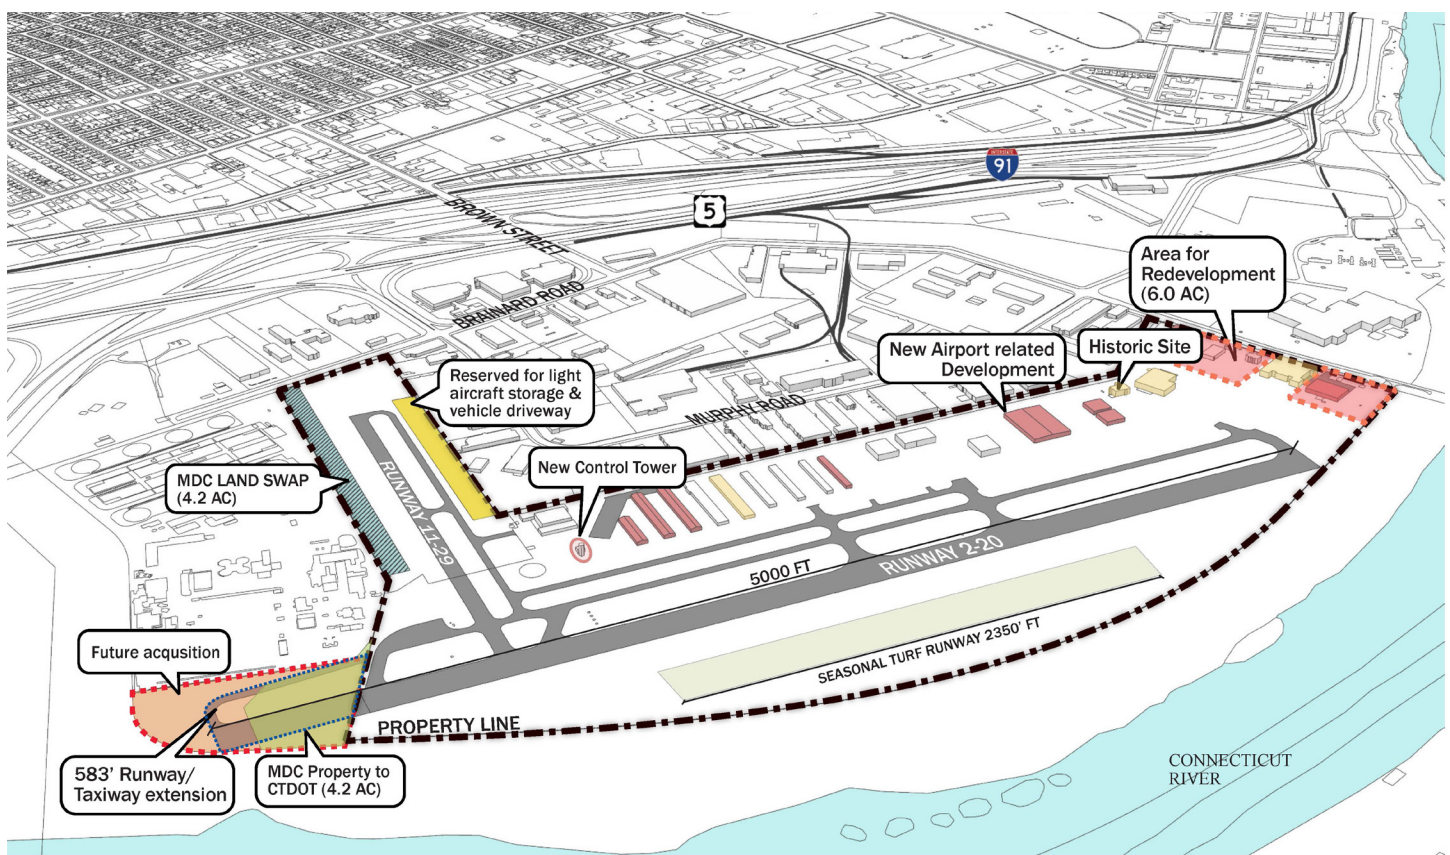 91
5
BROWN STREET
BRAINARD ROAD
Area for
Redevelopment
(6.0 AC)
New Airport related
Development
Historic Site
Reserved for light
aircraft storage &
vehicle driveway
MURPHY ROAD
MDC LAND SWAP
(4.2 AC)
New Control Tower
RUNWAY 11-29
5000 FT
RUNWAY 2-20
SEASONAL TURF RUNWAY 2350' FT
Future acqusition
PROPERTY LINE
583' Runway/
Taxiway extension
MDC Property to
CTDOT (4.2 AC)
CONNECTICUT
RIVER